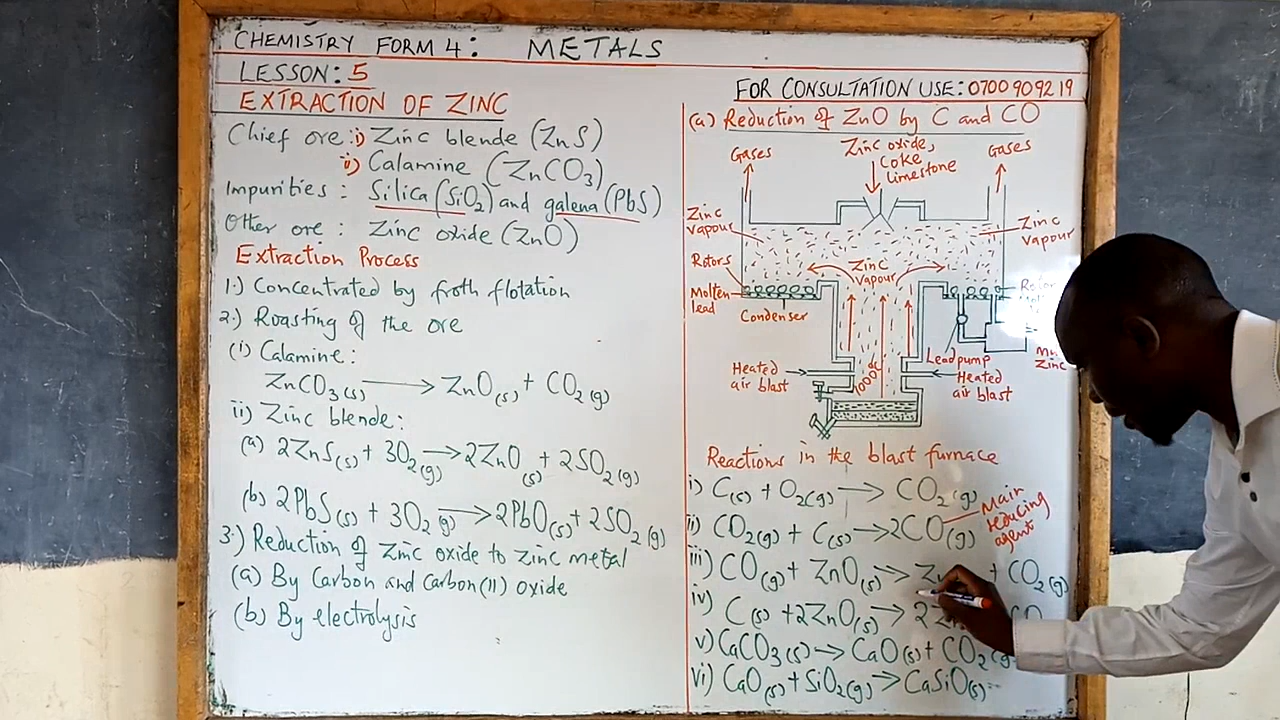 CHEMISTRY FORM 4: METALS
LESSON: 5
EXTRACTION OF ZINC
Chief ore: i) Zinc blende (ZnS)
ii) Calamine (ZnCO₃)
Impurities: Silica (SiO₂) and galena (PbS)
Other ore: Zinc oxide (ZnO)
Extraction Process
1.) Concentrated by froth flotation
2.) Roasting of the ore
(i) Calamine:
ZnCO₃(s) → ZnO(s) + CO₂(g)
ii) Zinc blende:
(a) 2ZnS(s) + 3O₂(g) → 2ZnO(s) + 2SO₂(g)
(b) 2PbS(s) + 3O₂(g) → 2PbO(s) + 2SO₂(g)
3.) Reduction of Zinc oxide to Zinc metal
(a) By Carbon and Carbon(II) oxide
(b) By electrolysis
FOR CONSULTATION USE: 0700909219
(a) Reduction of ZnO by C and CO
Gases
Zinc oxide,
Coke
limestone
Gases
Zinc
vapour
Zinc
vapour
Rotors
Zinc
vapour
Molten
lead
Condenser
Lead pump
Zinc
Heated
air blast
1000°C
Heated
air blast
Reactions in the blast furnace
i) C(s) + O₂(g) → CO₂(g)
ii) CO₂(g) + C(s) → 2CO(g)
Main
reducing
agent
iii) CO(g) + ZnO(s) → + CO₂(g)
iv) C(s) + 2ZnO(s) → 2
v) CaCO₃(s) → CaO(s) + CO₂(g)
vi) CaO(s) + SiO₂(g) → CaSiO(s)